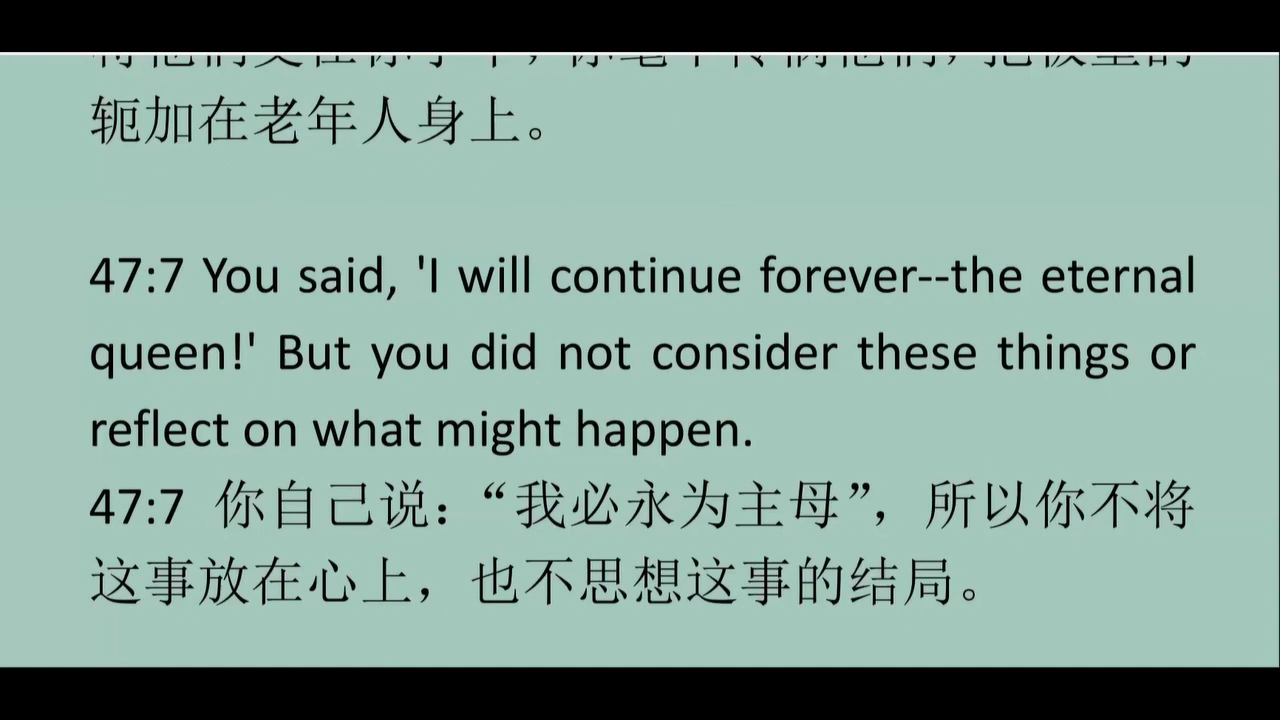 轭加在老年人身上。
47:7 You said, 'I will continue forever--the eternal
queen!' But you did not consider these things or
reflect on what might happen.
47:7 你自己说：“我必永为主母”，所以你不将
这事放在心上，也不思想这事的结局。